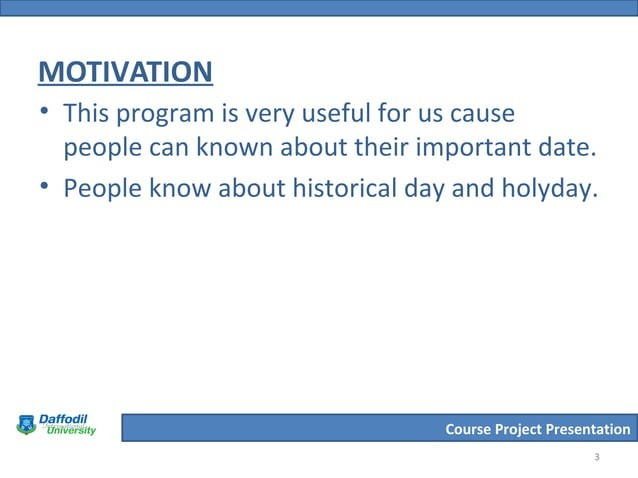 MOTIVATION
• This program is very useful for us cause
people can known about their important date.
• People know about historical day and holyday.
Daffodil
University
Course Project Presentation
3